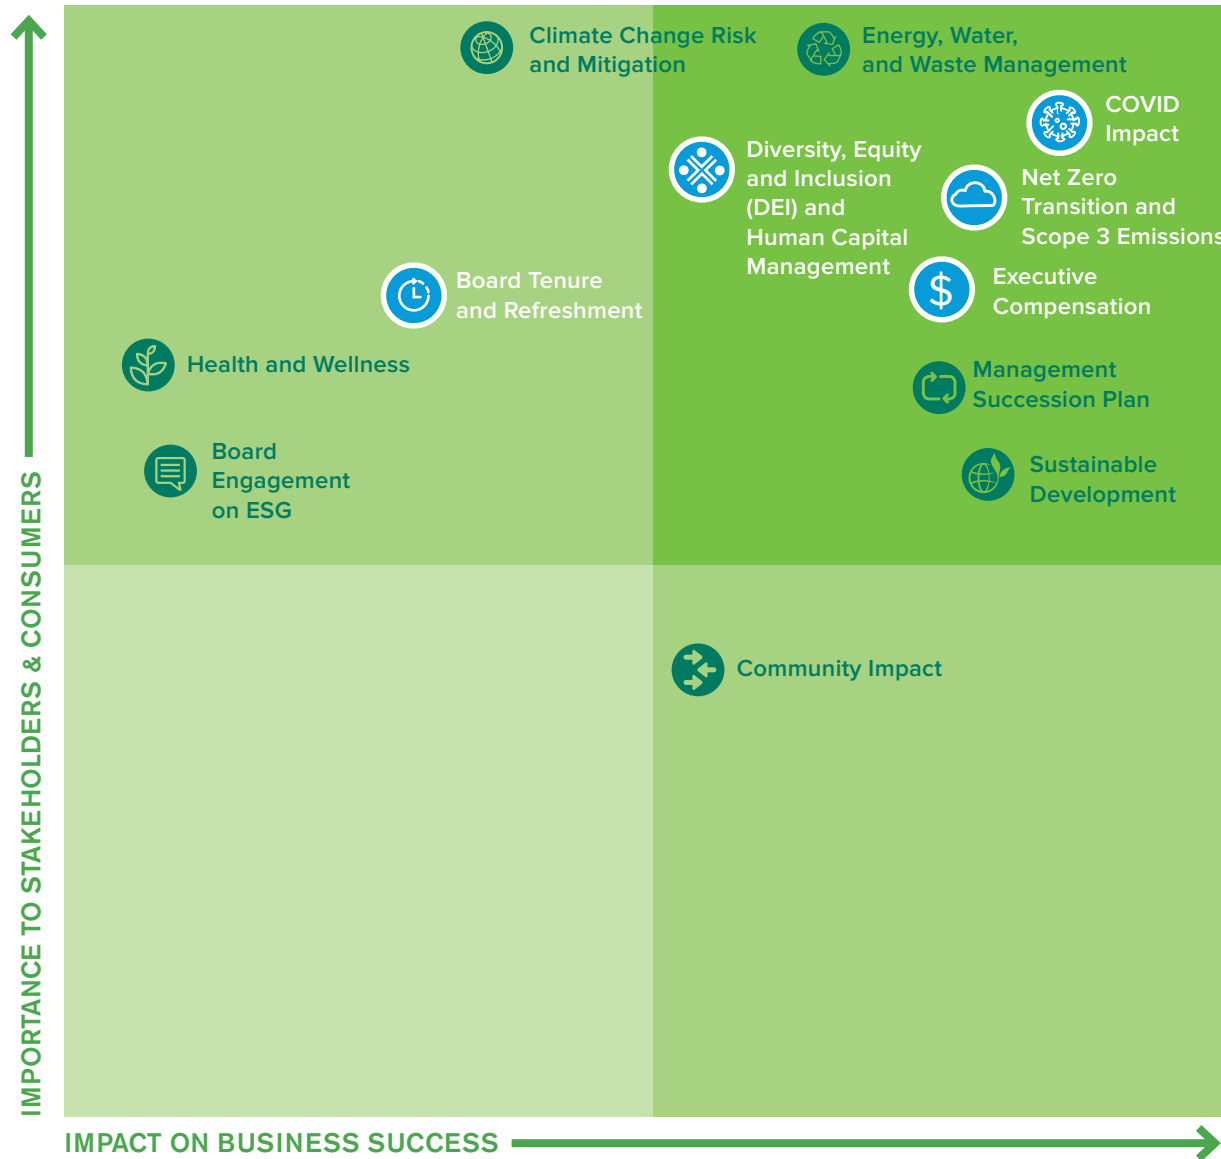 Climate Change Risk
and Mitigation
Energy, Water,
and Waste Management
COVID
Impact
Diversity, Equity
and Inclusion
(DEI) and
Human Capital
Management
Net Zero
Transition and
Scope 3 Emissions
Board Tenure
and Refreshment
$
Executive
Compensation
Health and Wellness
Management
Succession Plan
Board
Engagement
on ESG
Sustainable
Development
Community Impact
IMPORTANCE TO STAKEHOLDERS & CONSUMERS
IMPACT ON BUSINESS SUCCESS